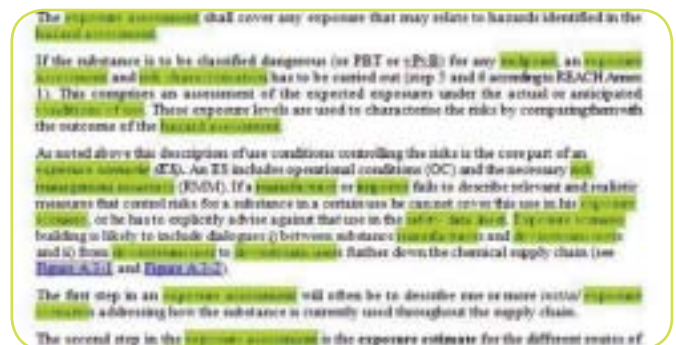 The exposure assessment shall cover any exposure that may relate to hazards identified in the
hazard assessment.
If the substance is to be classified dangerous (or PBT or vPvB) for any endpoint, an exposure
assessment and risk characterisation has to be carried out (step 5 and 6 according to REACH Annex
1). This comprises an assessment of the expected exposures under the actual or anticipated
conditions of use. These exposure levels are used to characterise the risks by comparing them with
the outcome of the hazard assessment.
As noted above this description of use conditions controlling the risks is the core part of an
exposure scenario (ES). An ES includes operational conditions (OC) and the necessary risk
management measures (RMM). If a manufacturer or importer fails to describe relevant and realistic
measures that control risks for a substance in a certain use he cannot cover this use in his exposure
scenario, or he has to explicitly advise against that use in the safety data sheet. Exposure scenario
building is likely to include dialogues i) between substance manufacturers and downstream users
and ii) from downstream users to downstream users further down the chemical supply chain (see
Figure A.2-1 and Figure A.2-2).
The first step in an exposure assessment will often be to describe one or more initial exposure
scenarios addressing how the substance is currently used throughout the supply chain.
The second step in the exposure assessment is the exposure estimate for the different routes of